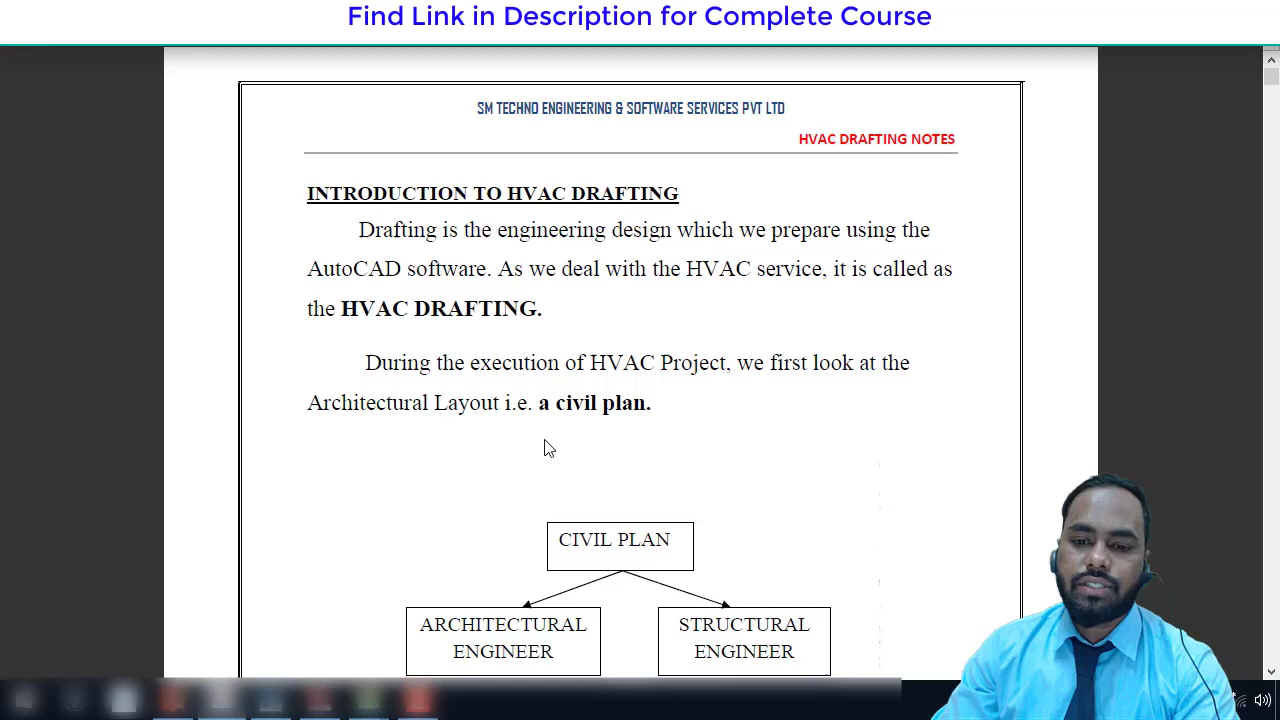 Find Link in Description for Complete Course
SM TECHNO ENGINEERING & SOFTWARE SERVICES PVT LTD
HVAC DRAFTING NOTES
INTRODUCTION TO HVAC DRAFTING
Drafting is the engineering design which we prepare using the
AutoCAD software. As we deal with the HVAC service, it is called as
the HVAC DRAFTING.
During the execution of HVAC Project, we first look at the
Architectural Layout i.e. a civil plan.
CIVIL PLAN
ARCHITECTURAL
ENGINEER
STRUCTURAL
ENGINEER